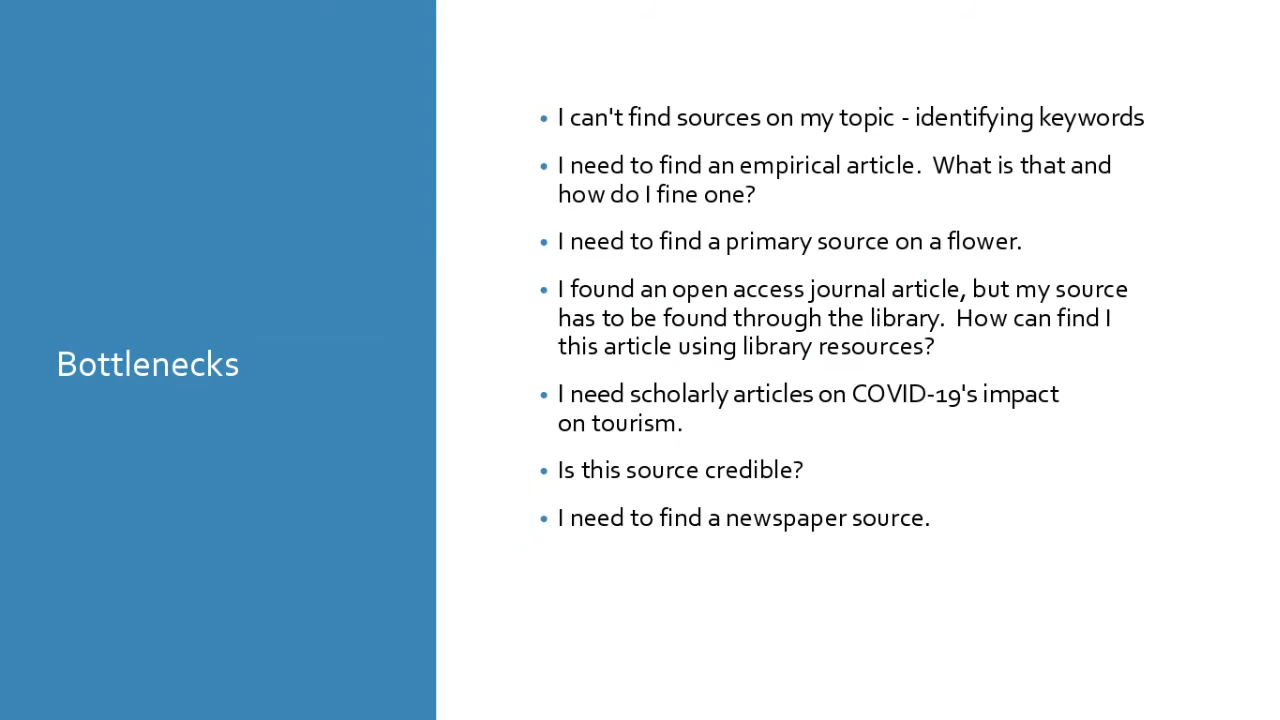 Bottlenecks
• I can't find sources on my topic - identifying keywords
• I need to find an empirical article.  What is that and
how do I fine one?
• I need to find a primary source on a flower.
• I found an open access journal article, but my source
has to be found through the library.  How can find I
this article using library resources?
• I need scholarly articles on COVID-19's impact
on tourism.
• Is this source credible?
• I need to find a newspaper source.